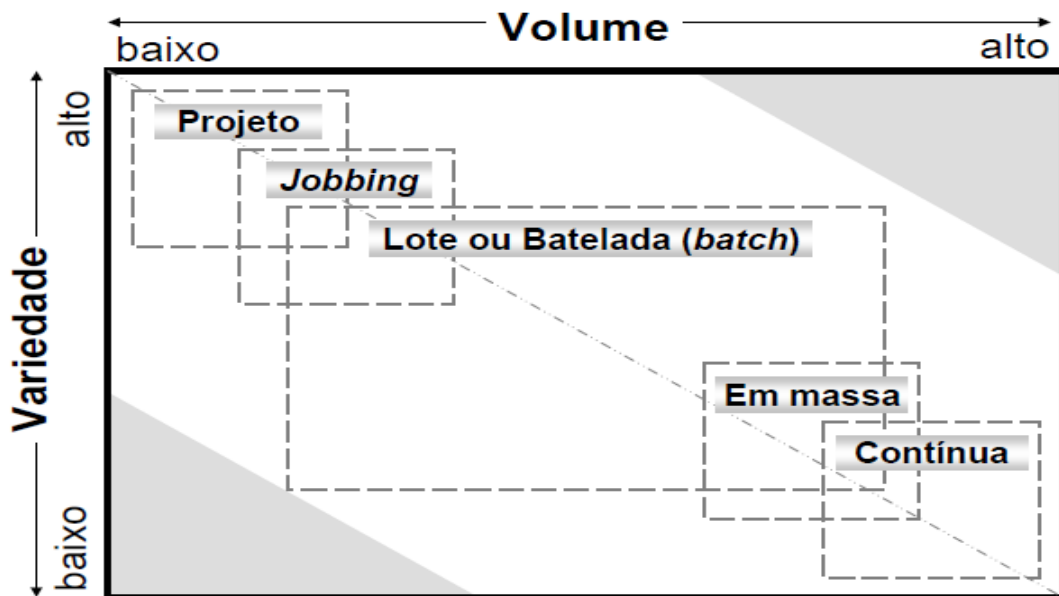 Volume
baixo
alto
Variedade
alto
baixo
Projeto
Jobbing
Lote ou Batelada (batch)
Em massa
Contínua